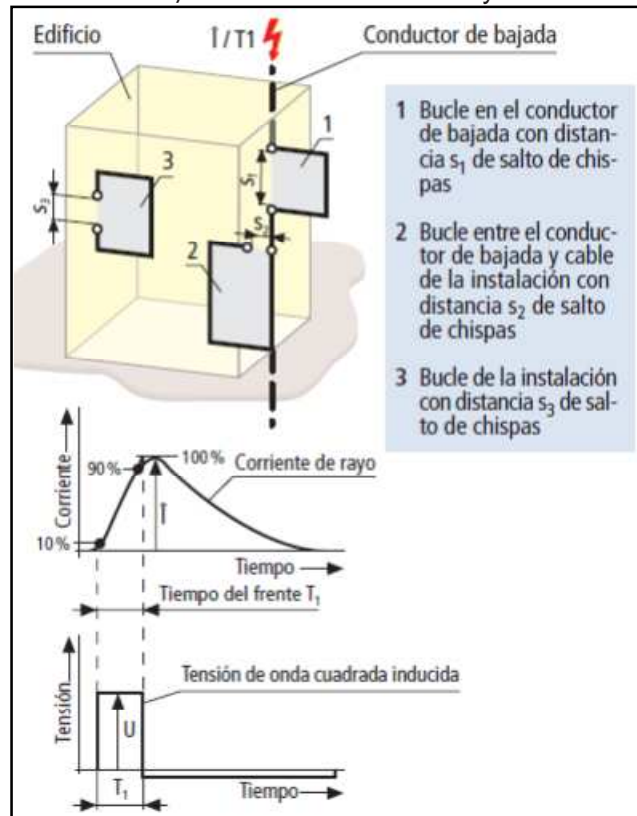 Edificio
Î / T1
Conductor de bajada
1
3
s₁
s₃
s₂
2
1 Bucle en el conductor
de bajada con distan-
cia s₁ de salto de chis-
pas
2 Bucle entre el conduc-
tor de bajada y cable
de la instalación con
distancia s₂ de salto
de chispas
3 Bucle de la instalación
con distancia s₃ de sal-
to de chispas
Corriente
90%
100%
Corriente de rayo
Î
10%
Tiempo
Tiempo del frente T₁
Tensión
Tensión de onda cuadrada inducida
U
T₁
Tiempo